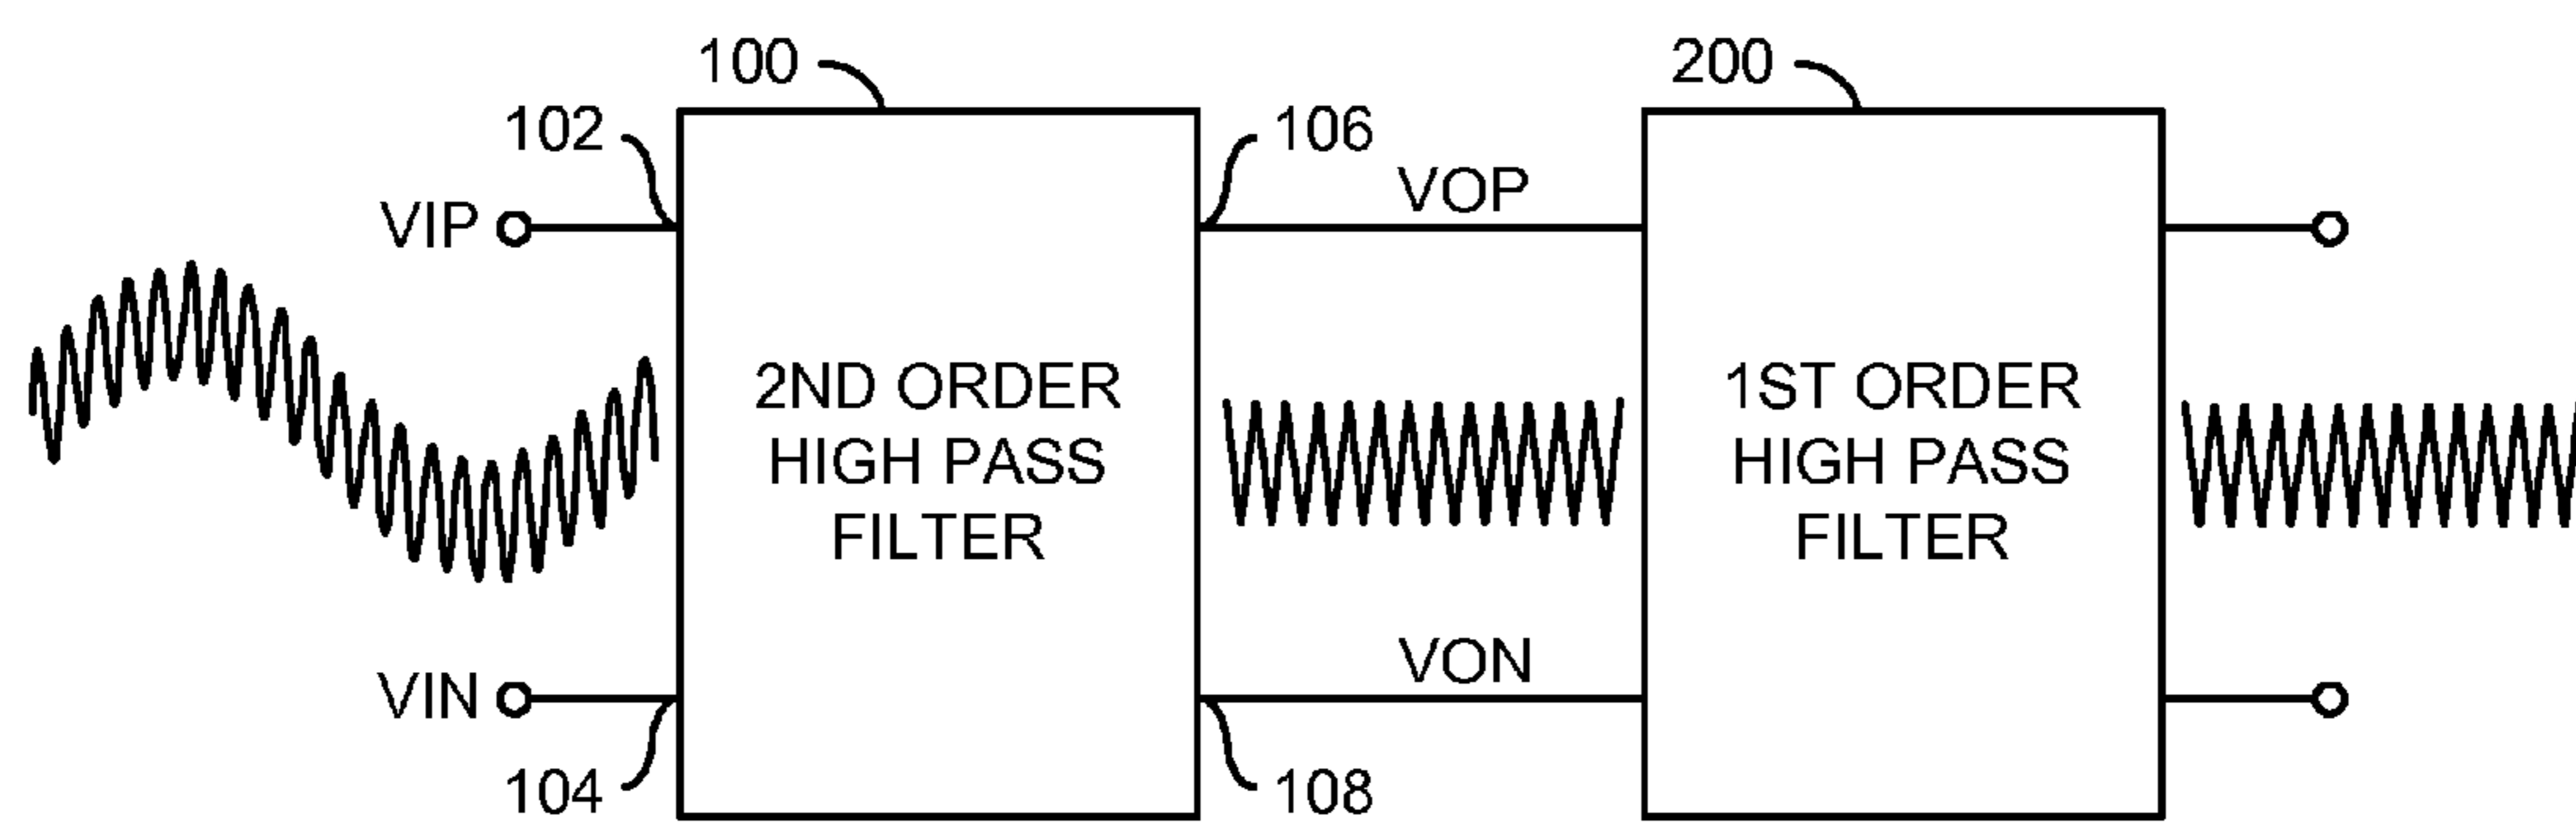 100
200
102
106
VIP
VOP
2ND ORDER
HIGH PASS
FILTER
1ST ORDER
HIGH PASS
FILTER
VIN
VON
104
108